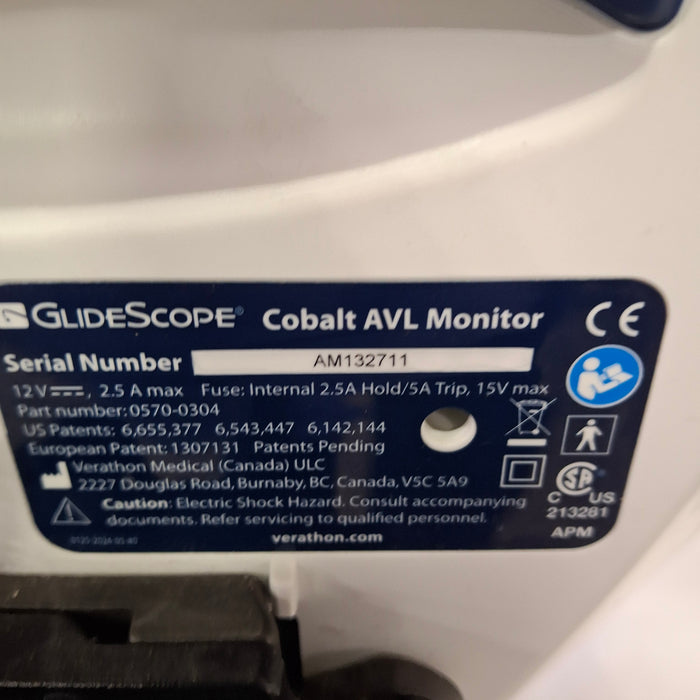 GLIDESCOPE® Cobalt AVL Monitor CE
Serial Number AM132711
12V⎓, 2.5 A max Fuse: Internal 2.5A Hold/5A Trip, 15V max
Part number: 0570-0304
US Patents: 6,655,377 6,543,447 6,142,144
European Patent: 1307131 Patents Pending
Verathon Medical (Canada) ULC
2227 Douglas Road, Burnaby, BC, Canada, V5C 5A9
Caution: Electric Shock Hazard. Consult accompanying
documents. Refer servicing to qualified personnel.
verathon.com
SP®
C US
213281
APM